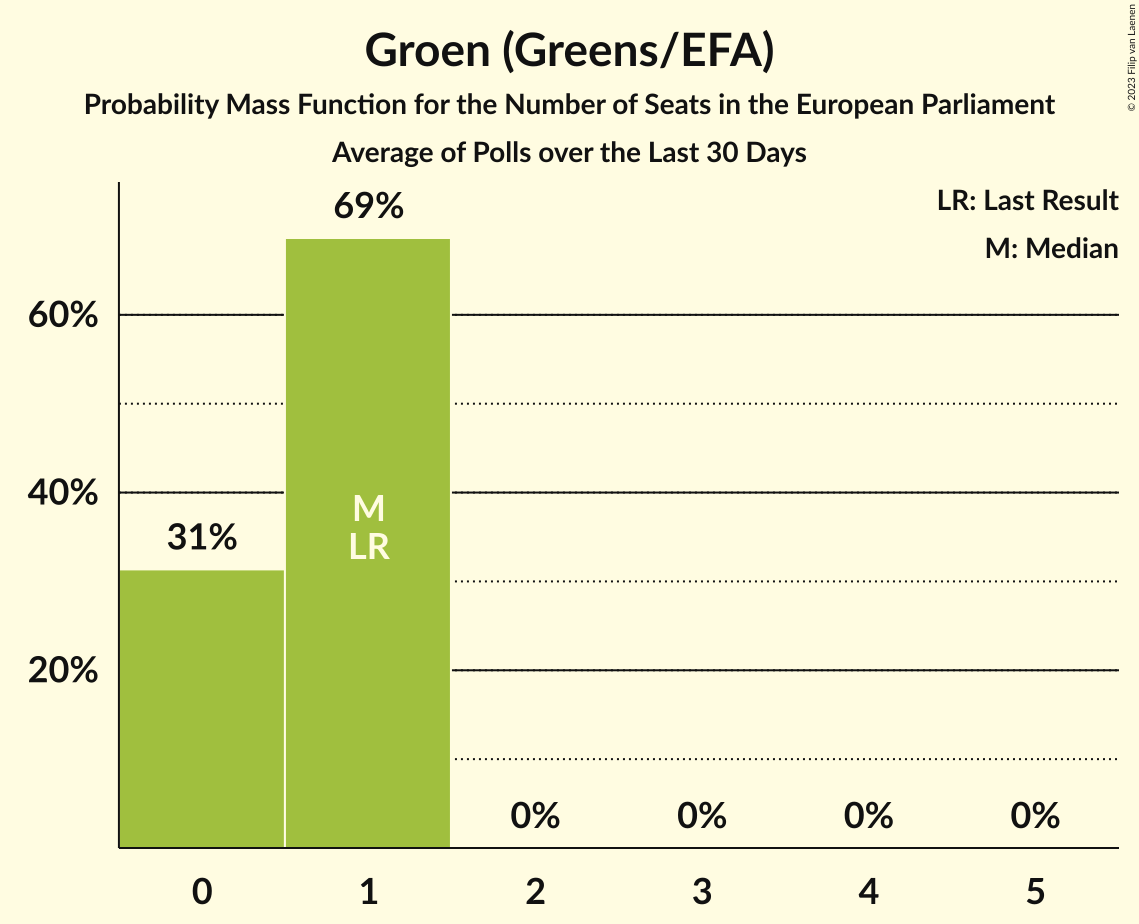 Groen (Greens/EFA)
Probability Mass Function for the Number of Seats in the European Parliament
Average of Polls over the Last 30 Days
© 2023 Filip van Laenen
LR: Last Result
M: Median
69%
60%
40%
31%
M
LR
20%
0% 0% 0% 0%
0 1 2 3 4 5